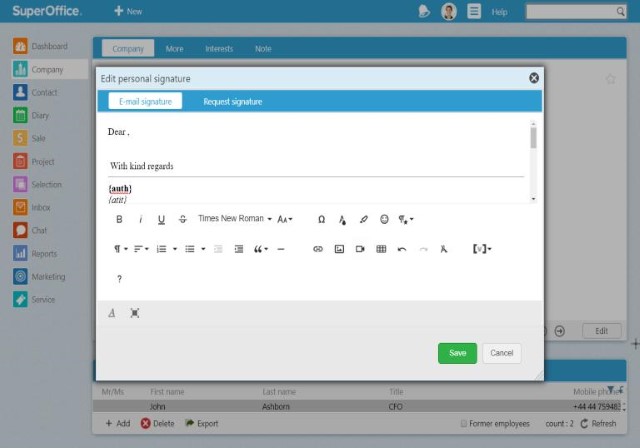 SuperOffice.
New
Help
Dashboard
Company
Contact
Diary
Sale
Project
Selection
Inbox
Chat
Reports
Marketing
Service
Company More Interests Note
Edit personal signature
E-mail signature Request signature
Dear ,
With kind regards
{auth}
{atit}
B i U S Times New Roman AA Ω
?
A
Save Cancel
Edit
Mr/Ms First name Last name Title Mobile phone
John Ashborn CFO +44 44 759483
+ Add Delete Export Former employees count : 2 Refresh